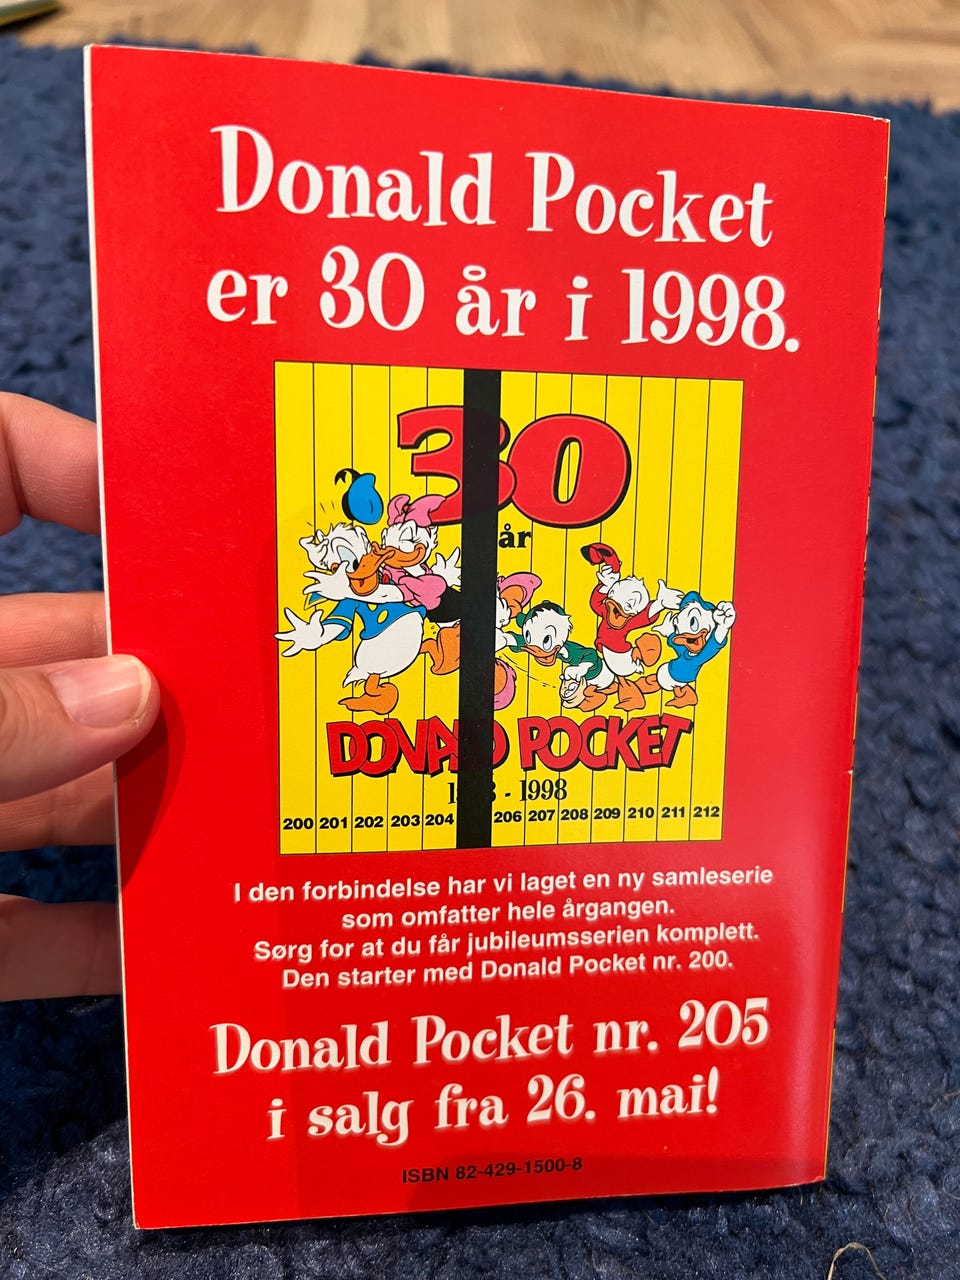 Donald Pocket
er 30 år i 1998.
30
år
DONALD POCKET
- 1998
200 201 202 203 204 206 207 208 209 210 211 212
I den forbindelse har vi laget en ny samleserie
som omfatter hele årgangen.
Sørg for at du får jubileumsserien komplett.
Den starter med Donald Pocket nr. 200.
Donald Pocket nr. 205
i salg fra 26. mai!
ISBN 82-429-1500-8